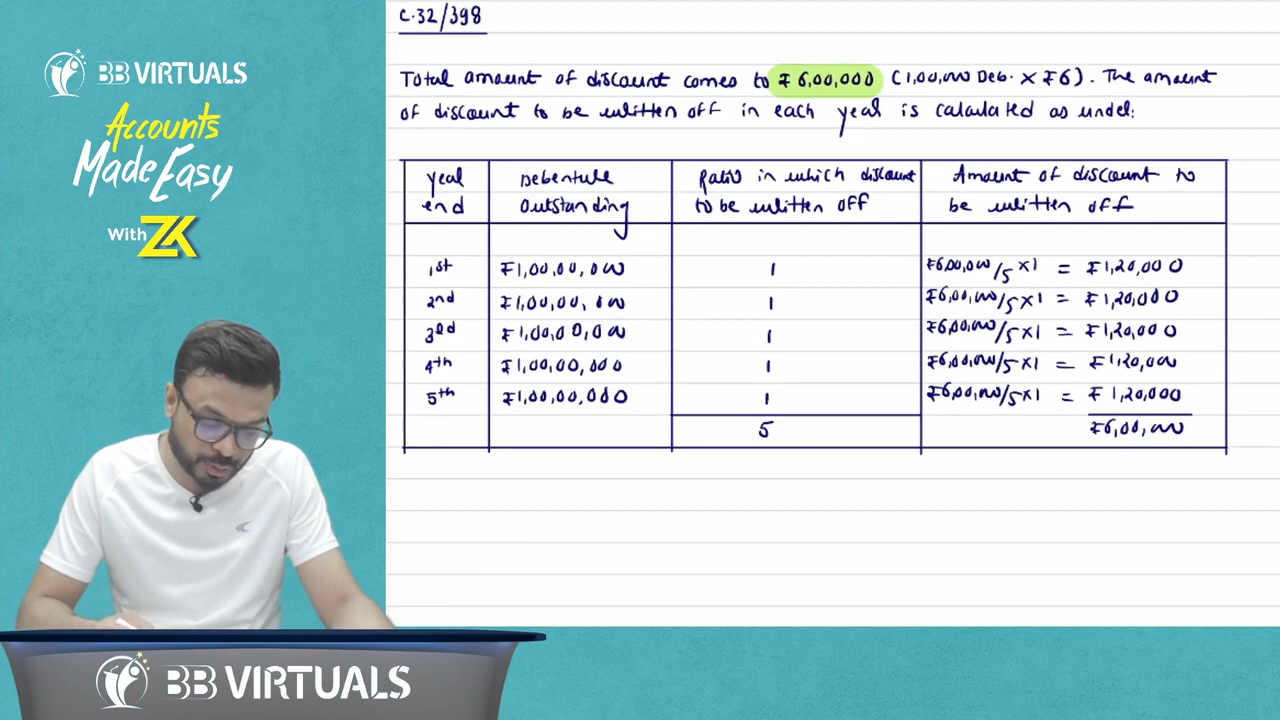 BB VIRTUALS
Accounts
Made Easy
With ZK
C.32/398
Total amount of discount comes to ₹6,00,000 (1,00,000 Deb. × ₹6). The amount
of discount to be written off in each year is calculated as under:
Year end | Debenture Outstanding | Ratio in which discount to be written off | Amount of discount to be written off
1st ₹1,00,00,000 1 ₹6,00,000/5 ×1 = ₹1,20,000
2nd ₹1,00,00,000 1 ₹6,00,000/5 ×1 = ₹1,20,000
3rd ₹1,00,00,000 1 ₹6,00,000/5 ×1 = ₹1,20,000
4th ₹1,00,00,000 1 ₹6,00,000/5 ×1 = ₹1,20,000
5th ₹1,00,00,000 1 ₹6,00,000/5 ×1 = ₹1,20,000
5 ₹6,00,000
BB VIRTUALS